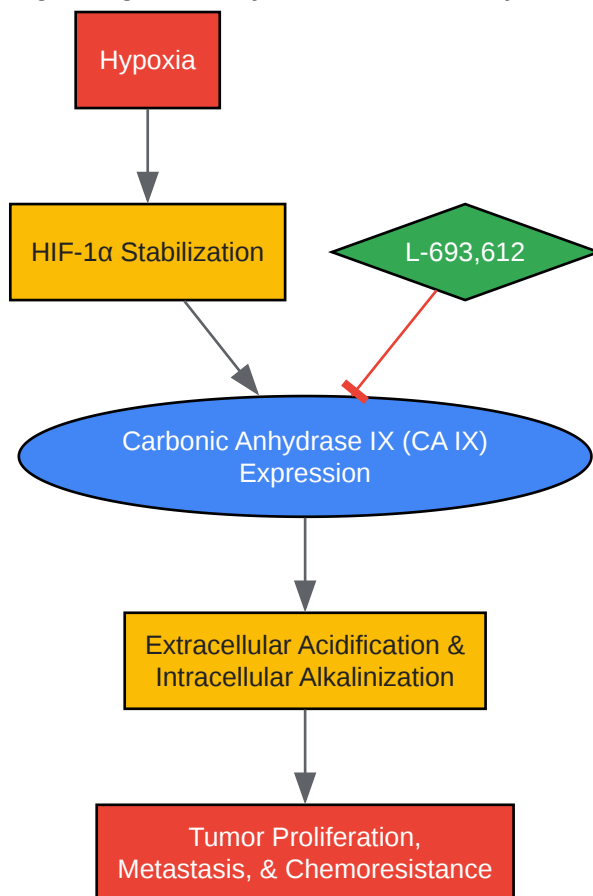 Hypoxia
HIF-1α Stabilization
L-693,612
Carbonic Anhydrase IX (CA IX)
Expression
Extracellular Acidification &
Intracellular Alkalinization
Tumor Proliferation,
Metastasis, & Chemoresistance